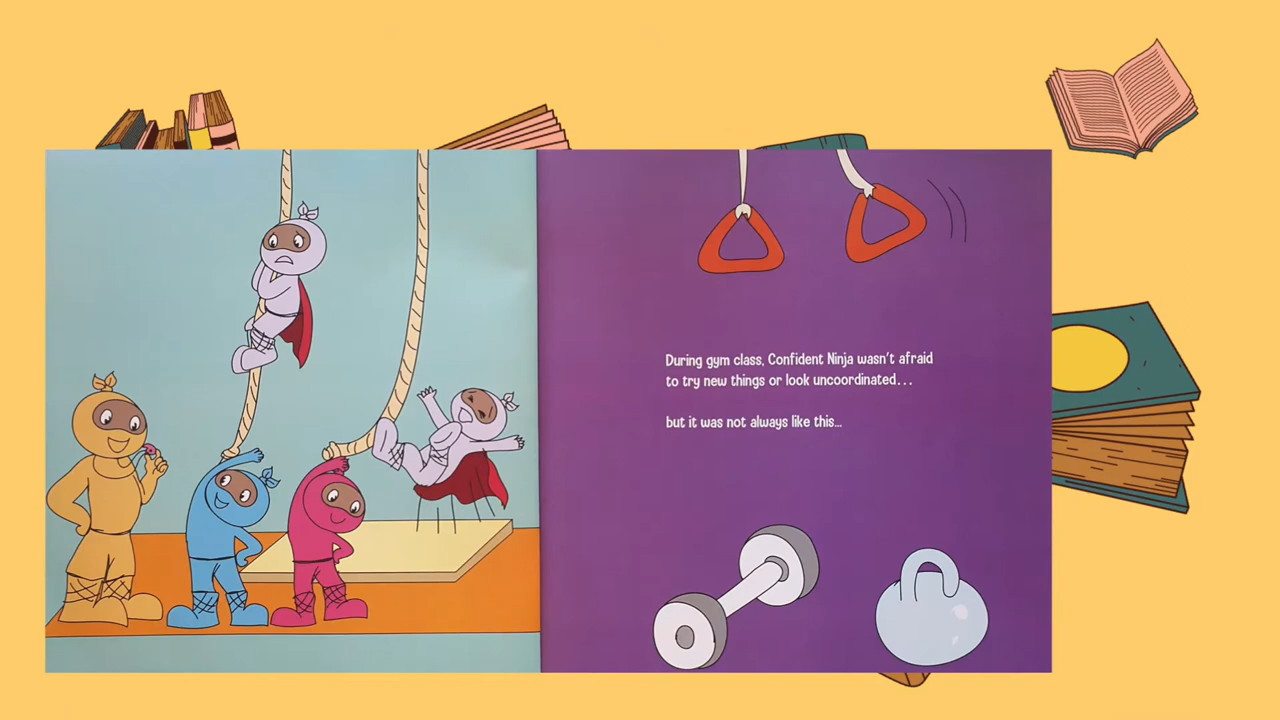 During gym class, Confident Ninja wasn't afraid
to try new things or look uncoordinated...
but it was not always like this...